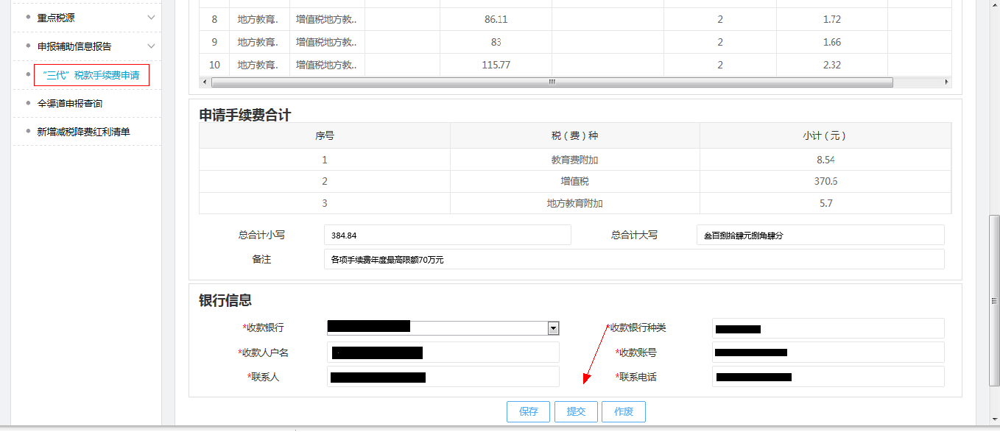 重点税源
申报辅助信息报告
“三代”税款手续费申请
全渠道申报查询
新增减税降费红利清单
8 地方教育. 增值税地方教.. 86.11 2 1.72
9 地方教育. 增值税地方教.. 83 2 1.66
10 地方教育. 增值税地方教.. 115.77 2 2.32
申请手续费合计
序号 税（费）种 小计（元）
1 教育费附加 8.54
2 增值税 370.6
3 地方教育附加 5.7
总合计小写 384.84 总合计大写 叁百捌拾肆元捌角肆分
备注 各项手续费年度最高限额70万元
银行信息
*收款银行 *收款银行种类
*收款人户名 *收款账号
*联系人 *联系电话
保存 提交 作废